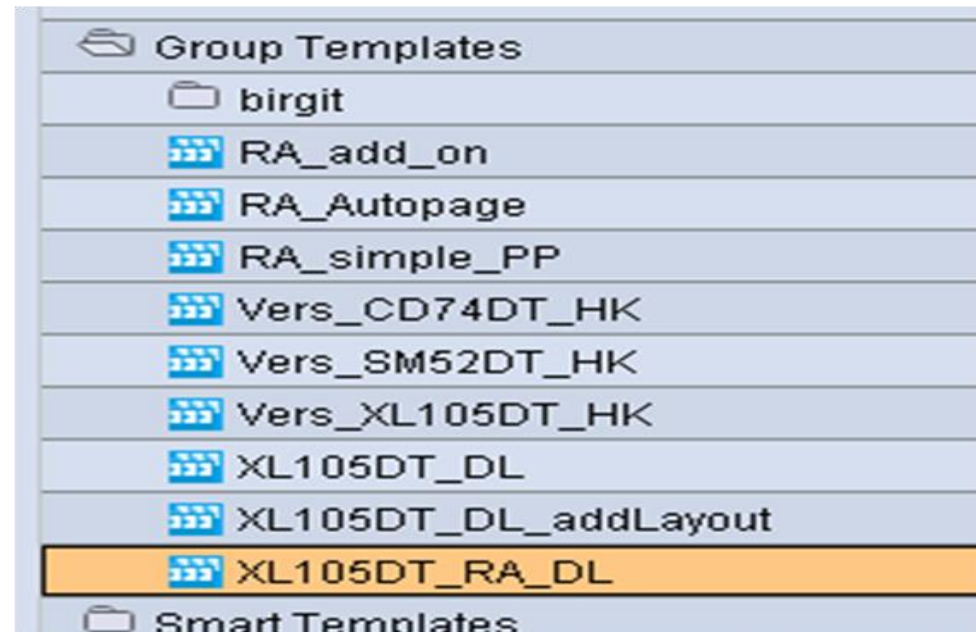 Group Templates
birgit
RA_add_on
RA_Autopage
RA_simple_PP
Vers_CD74DT_HK
Vers_SM52DT_HK
Vers_XL105DT_HK
XL105DT_DL
XL105DT_DL_addLayout
XL105DT_RA_DL
Smart Templates